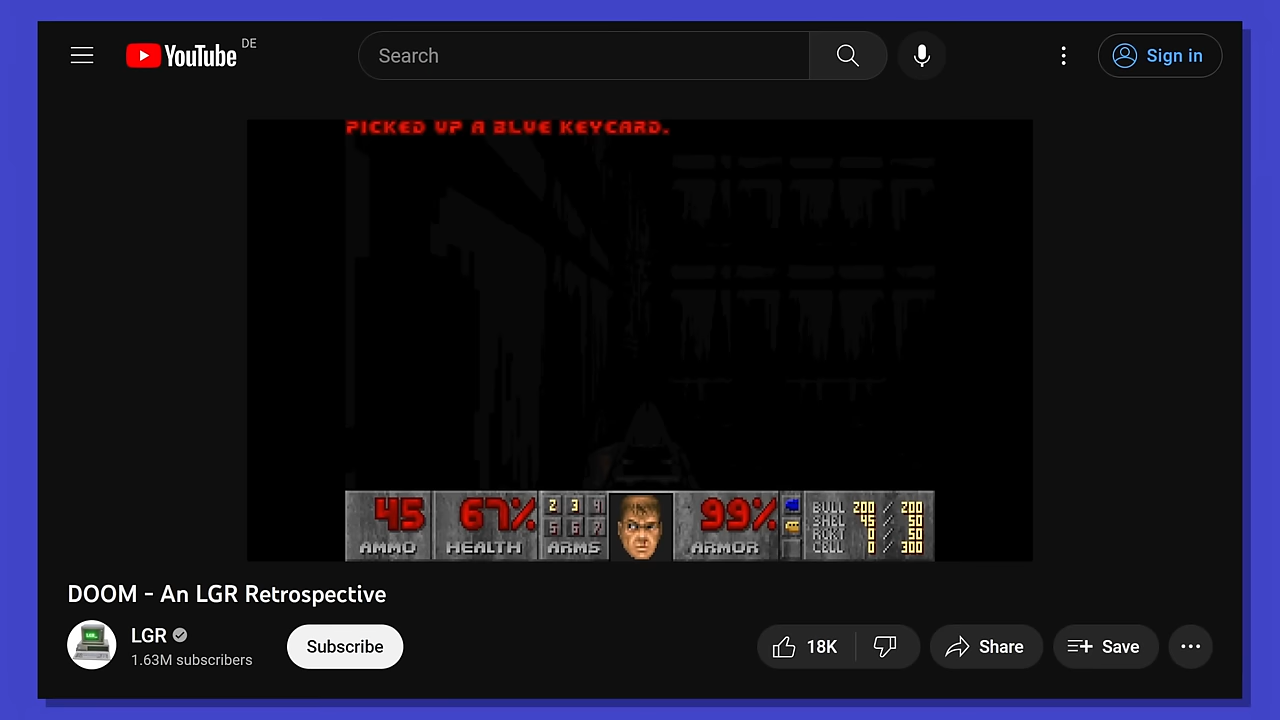 YouTube DE
Search
Sign in
PICKED UP A BLUE KEYCARD.
45 67% 2 3 4 99% BULL 200 / 200
5 6 7 SHEL 45 / 50
RCKT 0 / 50
AMMO HEALTH ARMS ARMOR CELL 0 / 300
DOOM - An LGR Retrospective
LGR
1.63M subscribers
Subscribe
18K
Share
Save